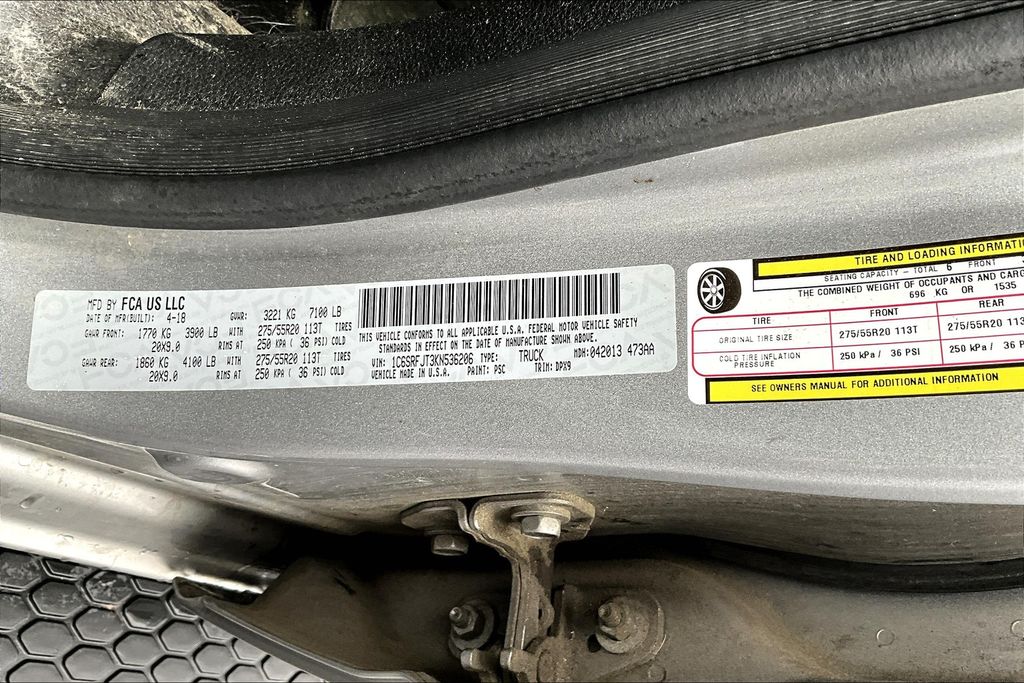 MFD BY FCA US LLC
DATE OF MFR(BUILT): 4-18 GVWR: 3221 KG 7100 LB
GAWR FRONT: 1770 KG 3900 LB WITH 275/55R20 113T TIRES
20X9.0 RIMS AT 250 KPA ( 36 PSI) COLD
GAWR REAR: 1860 KG 4100 LB WITH 275/55R20 113T TIRES
20X9.0 RIMS AT 250 KPA ( 36 PSI) COLD
THIS VEHICLE CONFORMS TO ALL APPLICABLE U.S.A. FEDERAL MOTOR VEHICLE SAFETY
STANDARDS IN EFFECT ON THE DATE OF MANUFACTURE SHOWN ABOVE.
VIN: 1C6SRFJT3KN536206 TYPE: TRUCK MDH: 042013 473AA
VEHICLE MADE IN U.S.A. PAINT: PSC TRIM: DPX9
TIRE AND LOADING INFORMATI
SEATING CAPACITY - TOTAL 6 FRONT
THE COMBINED WEIGHT OF OCCUPANTS AND CARG
696 KG OR 1535
TIRE FRONT REAR
ORIGINAL TIRE SIZE 275/55R20 113T 275/55R20 113T
COLD TIRE INFLATION PRESSURE 250 KPA / 36 PSI 250 KPA / 36 PS
SEE OWNERS MANUAL FOR ADDITIONAL INFORMATION